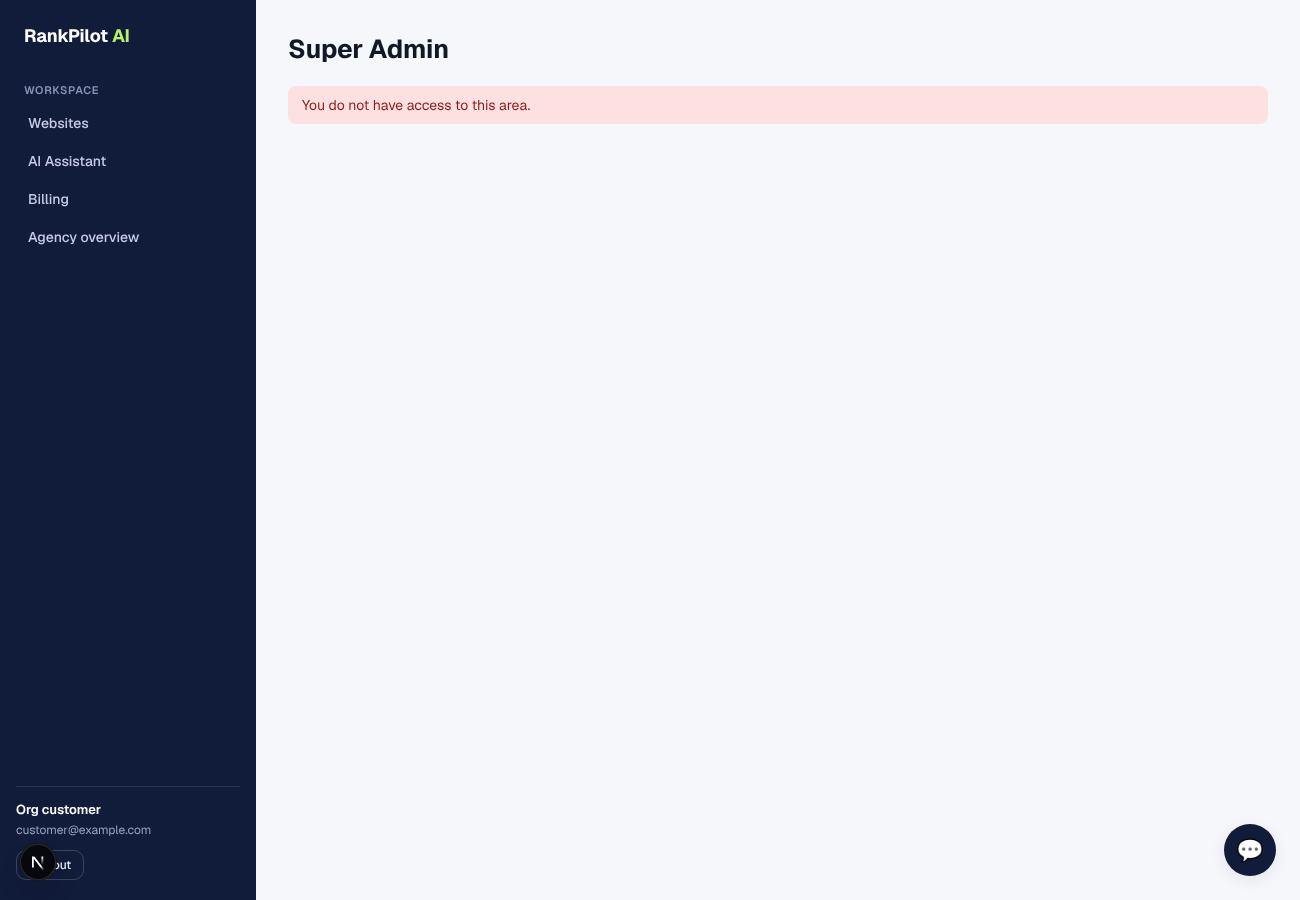 RankPilot AI
WORKSPACE
Websites
AI Assistant
Billing
Agency overview
Org customer
customer@example.com
out
Super Admin
You do not have access to this area.